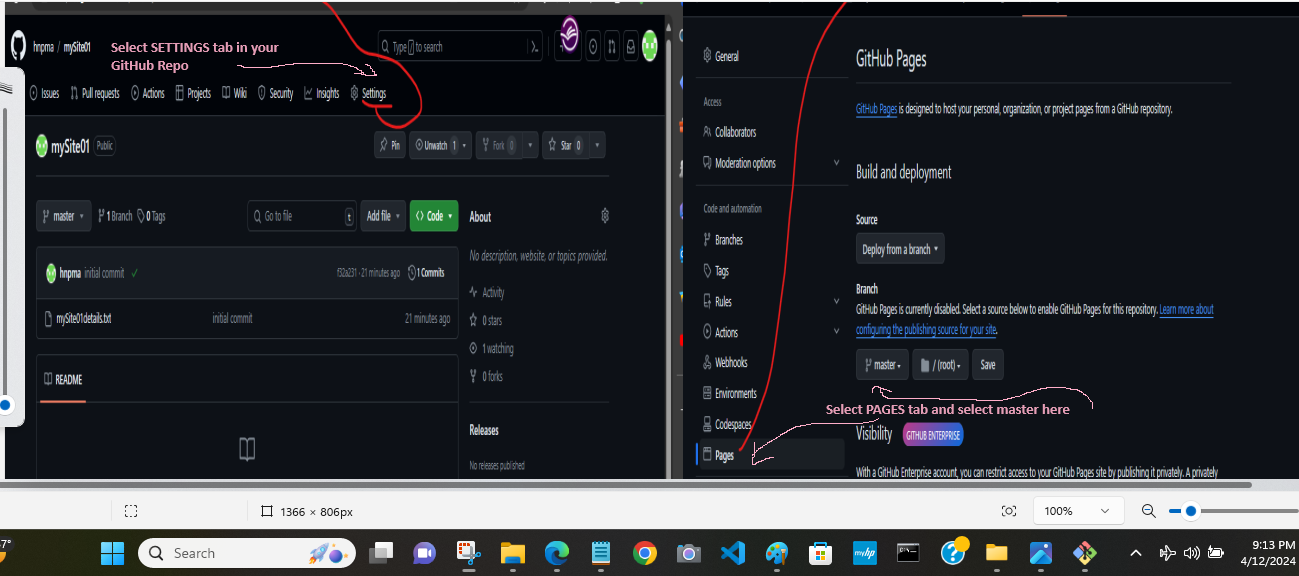 hnpma / mySite01
Select SETTINGS tab in your
GitHub Repo
Type / to search
Issues Pull requests Actions Projects Wiki Security Insights Settings
mySite01 Public
Pin Unwatch 1 Fork 0 Star 0
master 1 Branch 0 Tags Go to file t Add file Code
hnpma initial commit f32a231 · 21 minutes ago 1 Commits
mySite01details.txt initial commit 21 minutes ago
README
About
No description, website, or topics provided.
Activity
0 stars
1 watching
0 forks
Releases
No releases published
General
Access
Collaborators
Moderation options
Code and automation
Branches
Tags
Rules
Actions
Webhooks
Environments
Codespaces
Pages
GitHub Pages
GitHub Pages is designed to host your personal, organization, or project pages from a GitHub repository.
Build and deployment
Source
Deploy from a branch
Branch
GitHub Pages is currently disabled. Select a source below to enable GitHub Pages for this repository. Learn more about
configuring the publishing source for your site.
master / (root) Save
Select PAGES tab and select master here
Visibility GITHUB ENTERPRISE
With a GitHub Enterprise account, you can restrict access to your GitHub Pages site by publishing it privately. A privately
1366 × 806px
100%
Search
myhp
9:13 PM
4/12/2024